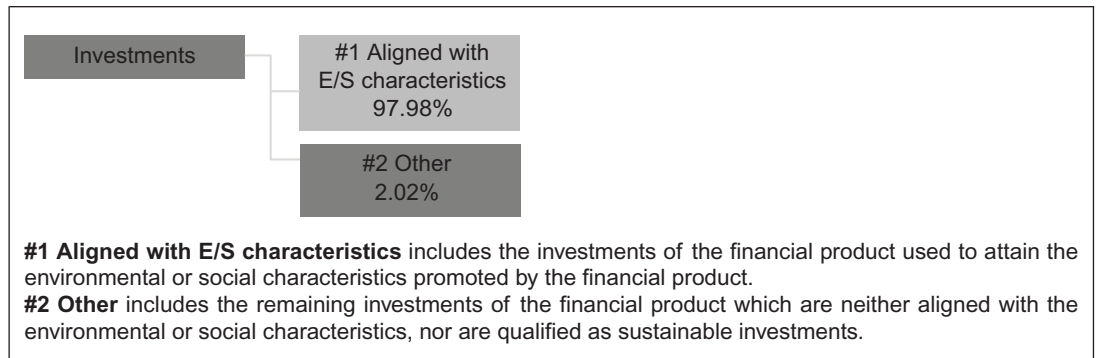 Investments
#1 Aligned with
E/S characteristics
97.98%
#2 Other
2.02%
#1 Aligned with E/S characteristics includes the investments of the financial product used to attain the
environmental or social characteristics promoted by the financial product.
#2 Other includes the remaining investments of the financial product which are neither aligned with the
environmental or social characteristics, nor are qualified as sustainable investments.